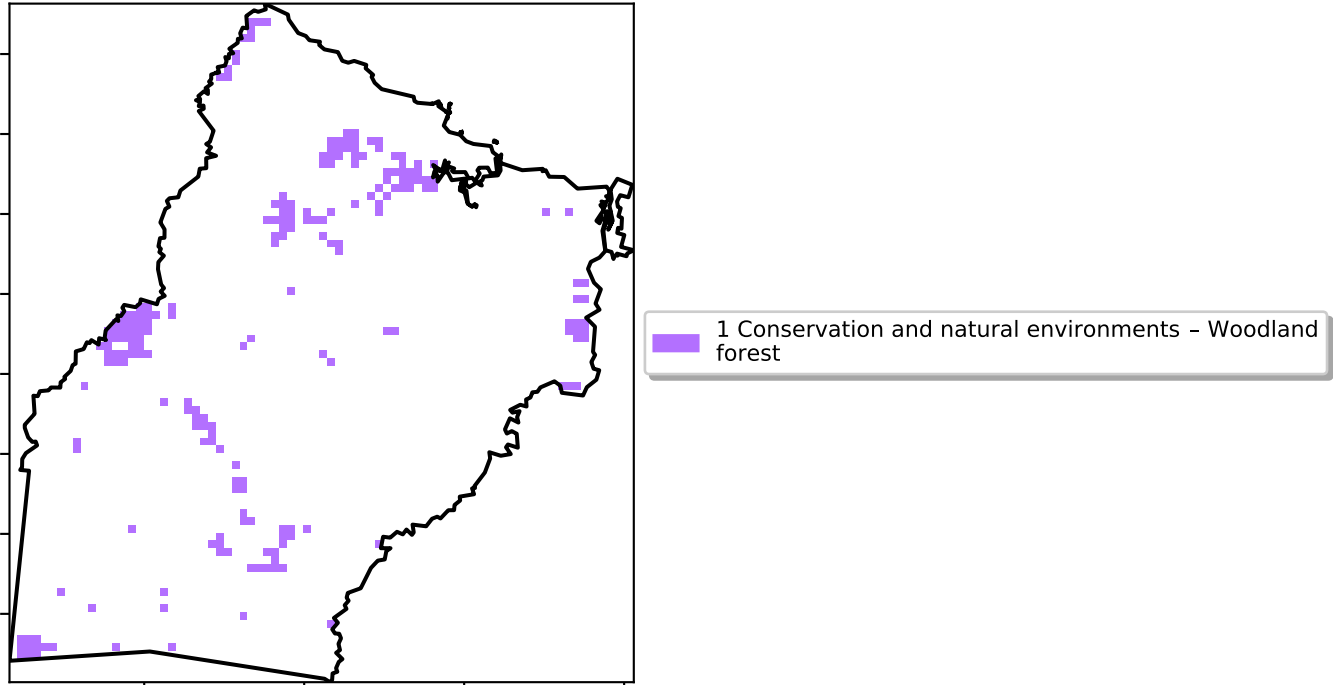 1 Conservation and natural environments – Woodland
forest